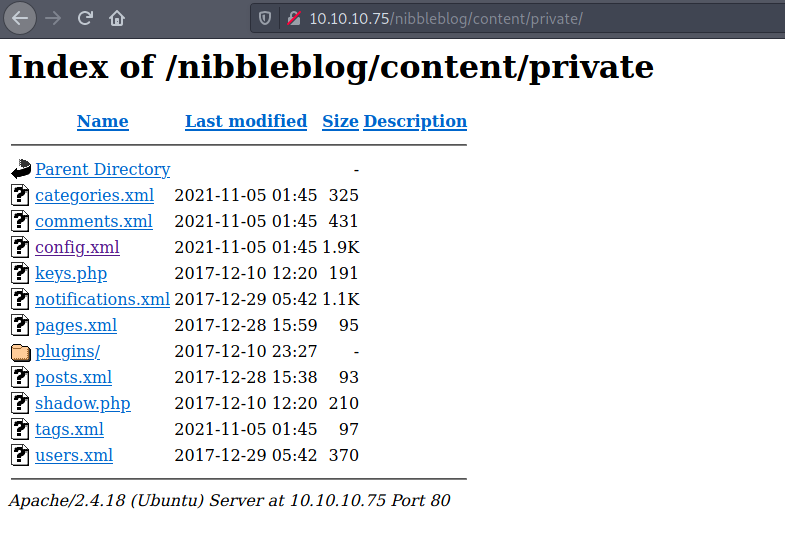 10.10.10.75/nibbleblog/content/private/
Index of /nibbleblog/content/private
Name Last modified Size Description
Parent Directory -
categories.xml 2021-11-05 01:45 325
comments.xml 2021-11-05 01:45 431
config.xml 2021-11-05 01:45 1.9K
keys.php 2017-12-10 12:20 191
notifications.xml 2017-12-29 05:42 1.1K
pages.xml 2017-12-28 15:59 95
plugins/ 2017-12-10 23:27 -
posts.xml 2017-12-28 15:38 93
shadow.php 2017-12-10 12:20 210
tags.xml 2021-11-05 01:45 97
users.xml 2017-12-29 05:42 370
Apache/2.4.18 (Ubuntu) Server at 10.10.10.75 Port 80